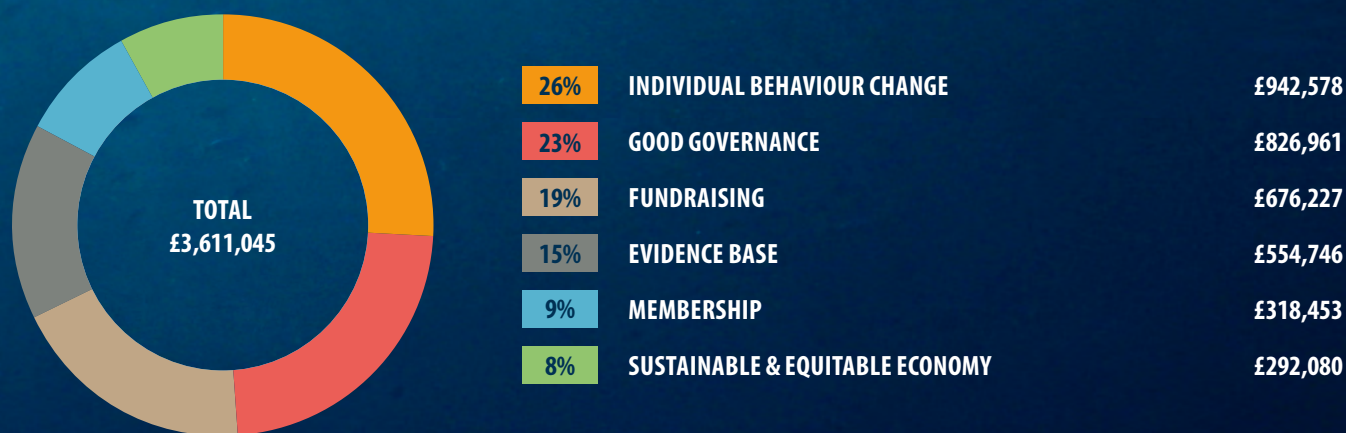 TOTAL
£3,611,045
26% INDIVIDUAL BEHAVIOUR CHANGE £942,578
23% GOOD GOVERNANCE £826,961
19% FUNDRAISING £676,227
15% EVIDENCE BASE £554,746
9% MEMBERSHIP £318,453
8% SUSTAINABLE & EQUITABLE ECONOMY £292,080